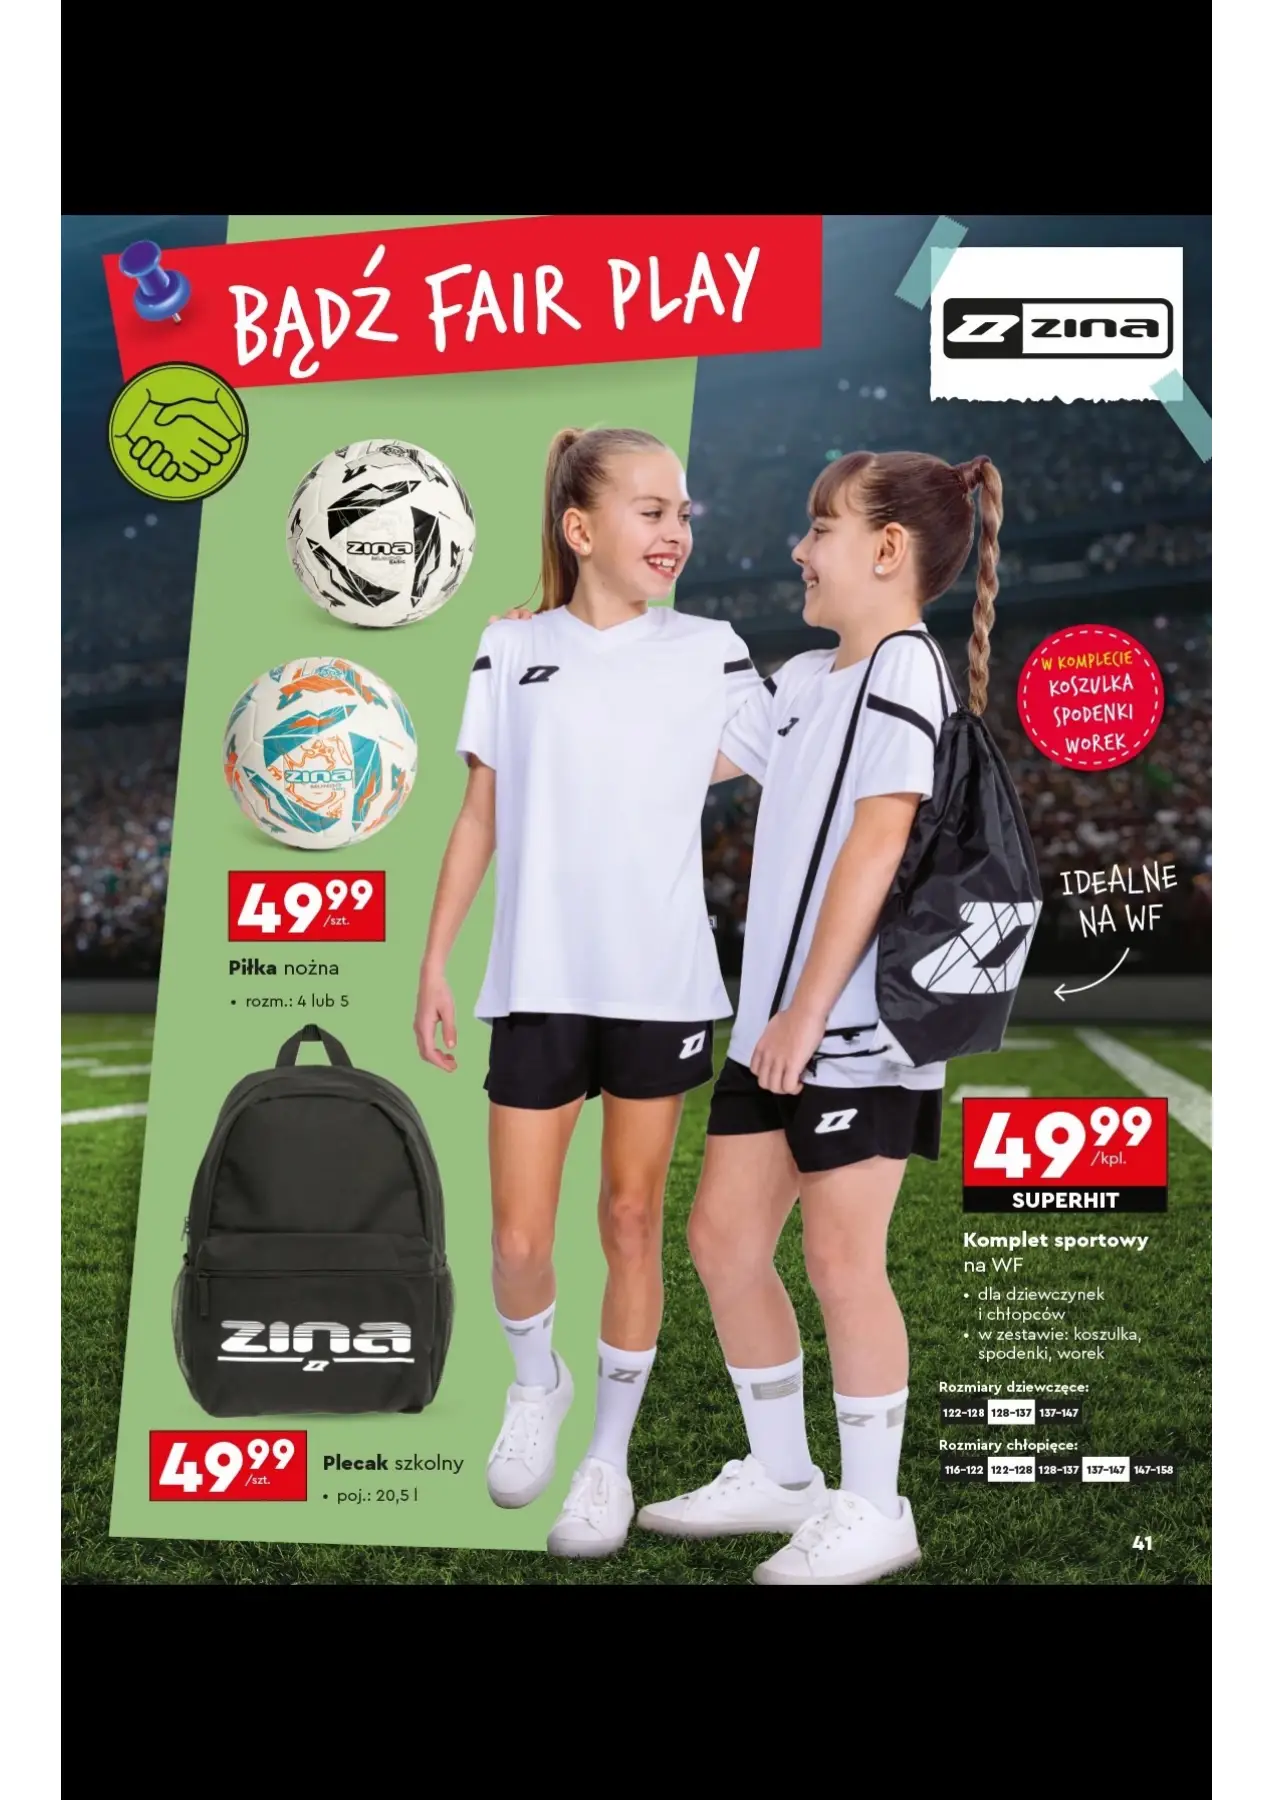 BĄDŹ FAIR PLAY
zina
zina
zina
49⁹⁹
/szt.
Piłka nożna
• rozm.: 4 lub 5
W KOMPLECIE
KOSZULKA
SPODENKI
WOREK
IDEALNE
NA WF
49⁹⁹
/kpl.
SUPERHIT
Komplet sportowy
na WF
• dla dziewczynek
i chłopców
• w zestawie: koszulka,
spodenki, worek
Rozmiary dziewczęce:
122–128 128–137 137–147
Rozmiary chłopięce:
116–122 122–128 128–137 137–147 147–158
zina
49⁹⁹
/szt.
Plecak szkolny
• poj.: 20,5 l
41